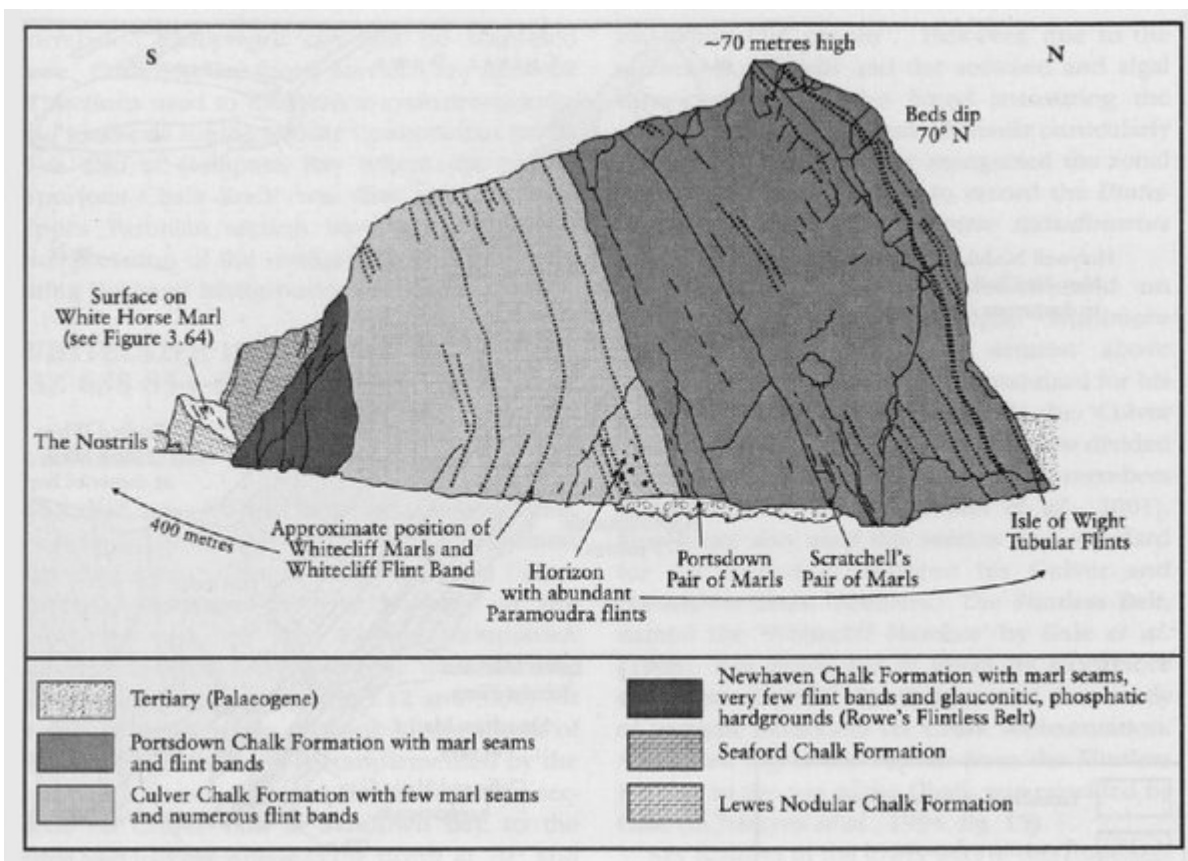 S
~70 metres high
N
Beds dip
70° N
Surface on
White Horse Marl
(see Figure 3.64)
The Nostrils
400 metres
Approximate position of
Whitecliff Marls and
Whitecliff Flint Band
Horizon
with abundant
Paramoudra flints
Portsdown
Pair of Marls
Scratchell's
Pair of Marls
Isle of Wight
Tubular Flints
Tertiary (Palaeogene)
Portsdown Chalk Formation with marl seams
and flint bands
Culver Chalk Formation with few marl seams
and numerous flint bands
Newhaven Chalk Formation with marl seams,
very few flint bands and glauconitic, phosphatic
hardgrounds (Rowe's Flintless Belt)
Seaford Chalk Formation
Lewes Nodular Chalk Formation